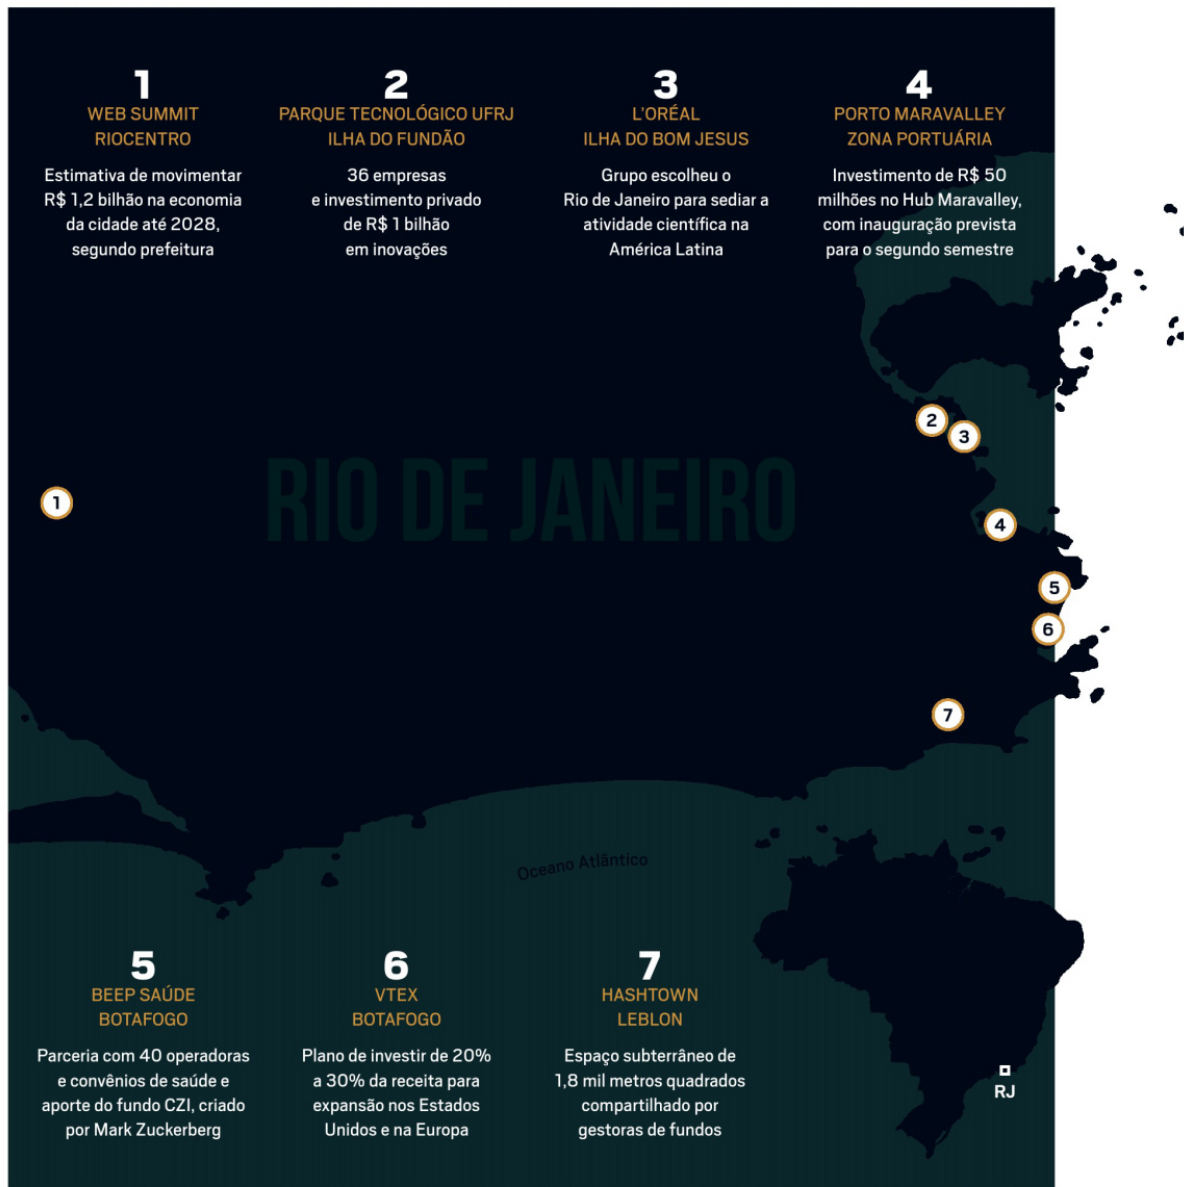 1
WEB SUMMIT
RIOCENTRO
Estimativa de movimentar
R$ 1,2 bilhão na economia
da cidade até 2028,
segundo prefeitura
2
PARQUE TECNOLÓGICO UFRJ
ILHA DO FUNDÃO
36 empresas
e investimento privado
de R$ 1 bilhão
em inovações
3
L'ORÉAL
ILHA DO BOM JESUS
Grupo escolheu o
Rio de Janeiro para sediar a
atividade científica na
América Latina
4
PORTO MARAVALLEY
ZONA PORTUÁRIA
Investimento de R$ 50
milhões no Hub Maravalley,
com inauguração prevista
para o segundo semestre
2
3
RIO DE JANEIRO
1
4
5
6
7
Oceano Atlântico
5
BEEP SAÚDE
BOTAFOGO
Parceria com 40 operadoras
e convênios de saúde e
aporte do fundo CZI, criado
por Mark Zuckerberg
6
VTEX
BOTAFOGO
Plano de investir de 20%
a 30% da receita para
expansão nos Estados
Unidos e na Europa
7
HASHTOWN
LEBLON
Espaço subterrâneo de
1,8 mil metros quadrados
compartilhado por
gestoras de fundos
RJ